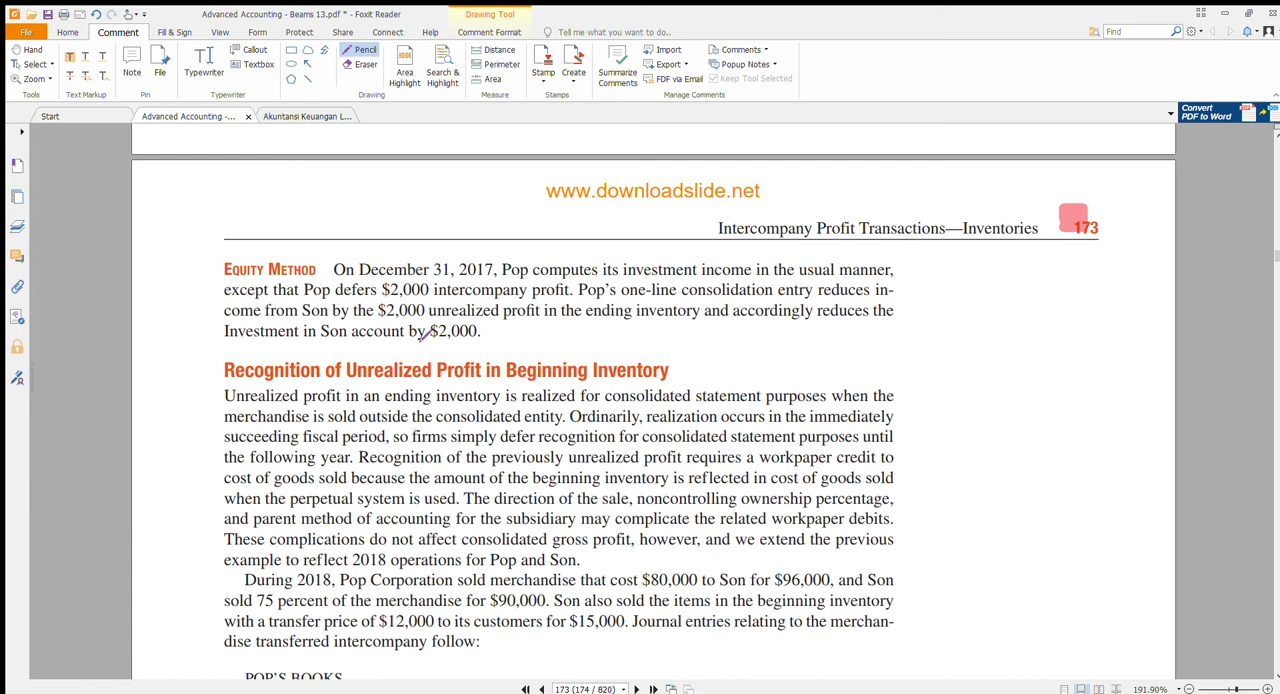 Advanced Accounting - Beams 13.pdf * - Foxit Reader
Drawing Tool
File
Home
Comment
Fill & Sign
View
Form
Protect
Share
Connect
Help
Comment Format
Tell me what you want to do..
Find
Hand
Select
Zoom
Tools
Text Markup
Note
File
Pin
Typewriter
Callout
Textbox
Typewriter
Pencil
Eraser
Area Highlight
Search & Highlight
Drawing
Distance
Perimeter
Area
Measure
Stamp
Create
Stamps
Summarize Comments
Import
Export
FDF via Email
Comments
Popup Notes
Keep Tool Selected
Manage Comments
Start
Advanced Accounting -...
Akuntansi Keuangan L...
Convert
PDF to Word
www.downloadslide.net
Intercompany Profit Transactions—Inventories 173
EQUITY METHOD On December 31, 2017, Pop computes its investment income in the usual manner,
except that Pop defers $2,000 intercompany profit. Pop's one-line consolidation entry reduces in-
come from Son by the $2,000 unrealized profit in the ending inventory and accordingly reduces the
Investment in Son account by $2,000.
Recognition of Unrealized Profit in Beginning Inventory
Unrealized profit in an ending inventory is realized for consolidated statement purposes when the
merchandise is sold outside the consolidated entity. Ordinarily, realization occurs in the immediately
succeeding fiscal period, so firms simply defer recognition for consolidated statement purposes until
the following year. Recognition of the previously unrealized profit requires a workpaper credit to
cost of goods sold because the amount of the beginning inventory is reflected in cost of goods sold
when the perpetual system is used. The direction of the sale, noncontrolling ownership percentage,
and parent method of accounting for the subsidiary may complicate the related workpaper debits.
These complications do not affect consolidated gross profit, however, and we extend the previous
example to reflect 2018 operations for Pop and Son.
During 2018, Pop Corporation sold merchandise that cost $80,000 to Son for $96,000, and Son
sold 75 percent of the merchandise for $90,000. Son also sold the items in the beginning inventory
with a transfer price of $12,000 to its customers for $15,000. Journal entries relating to the merchan-
dise transferred intercompany follow:
POP'S BOOKS
173 (174 / 820)
191.90%